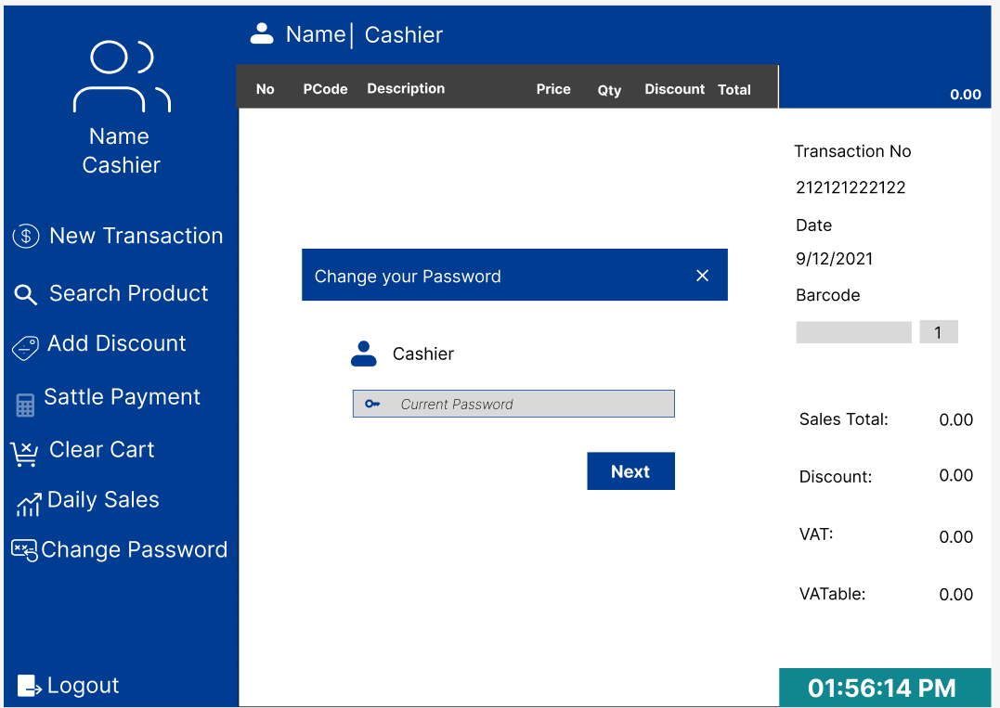 Name
Cashier
New Transaction
Search Product
Add Discount
Sattle Payment
Clear Cart
Daily Sales
Change Password
Logout
Name| Cashier
No PCode Description Price Qty Discount Total
0.00
Change your Password
Cashier
Current Password
Next
Transaction No
212121222122
Date
9/12/2021
Barcode
1
Sales Total: 0.00
Discount: 0.00
VAT: 0.00
VATable: 0.00
01:56:14 PM